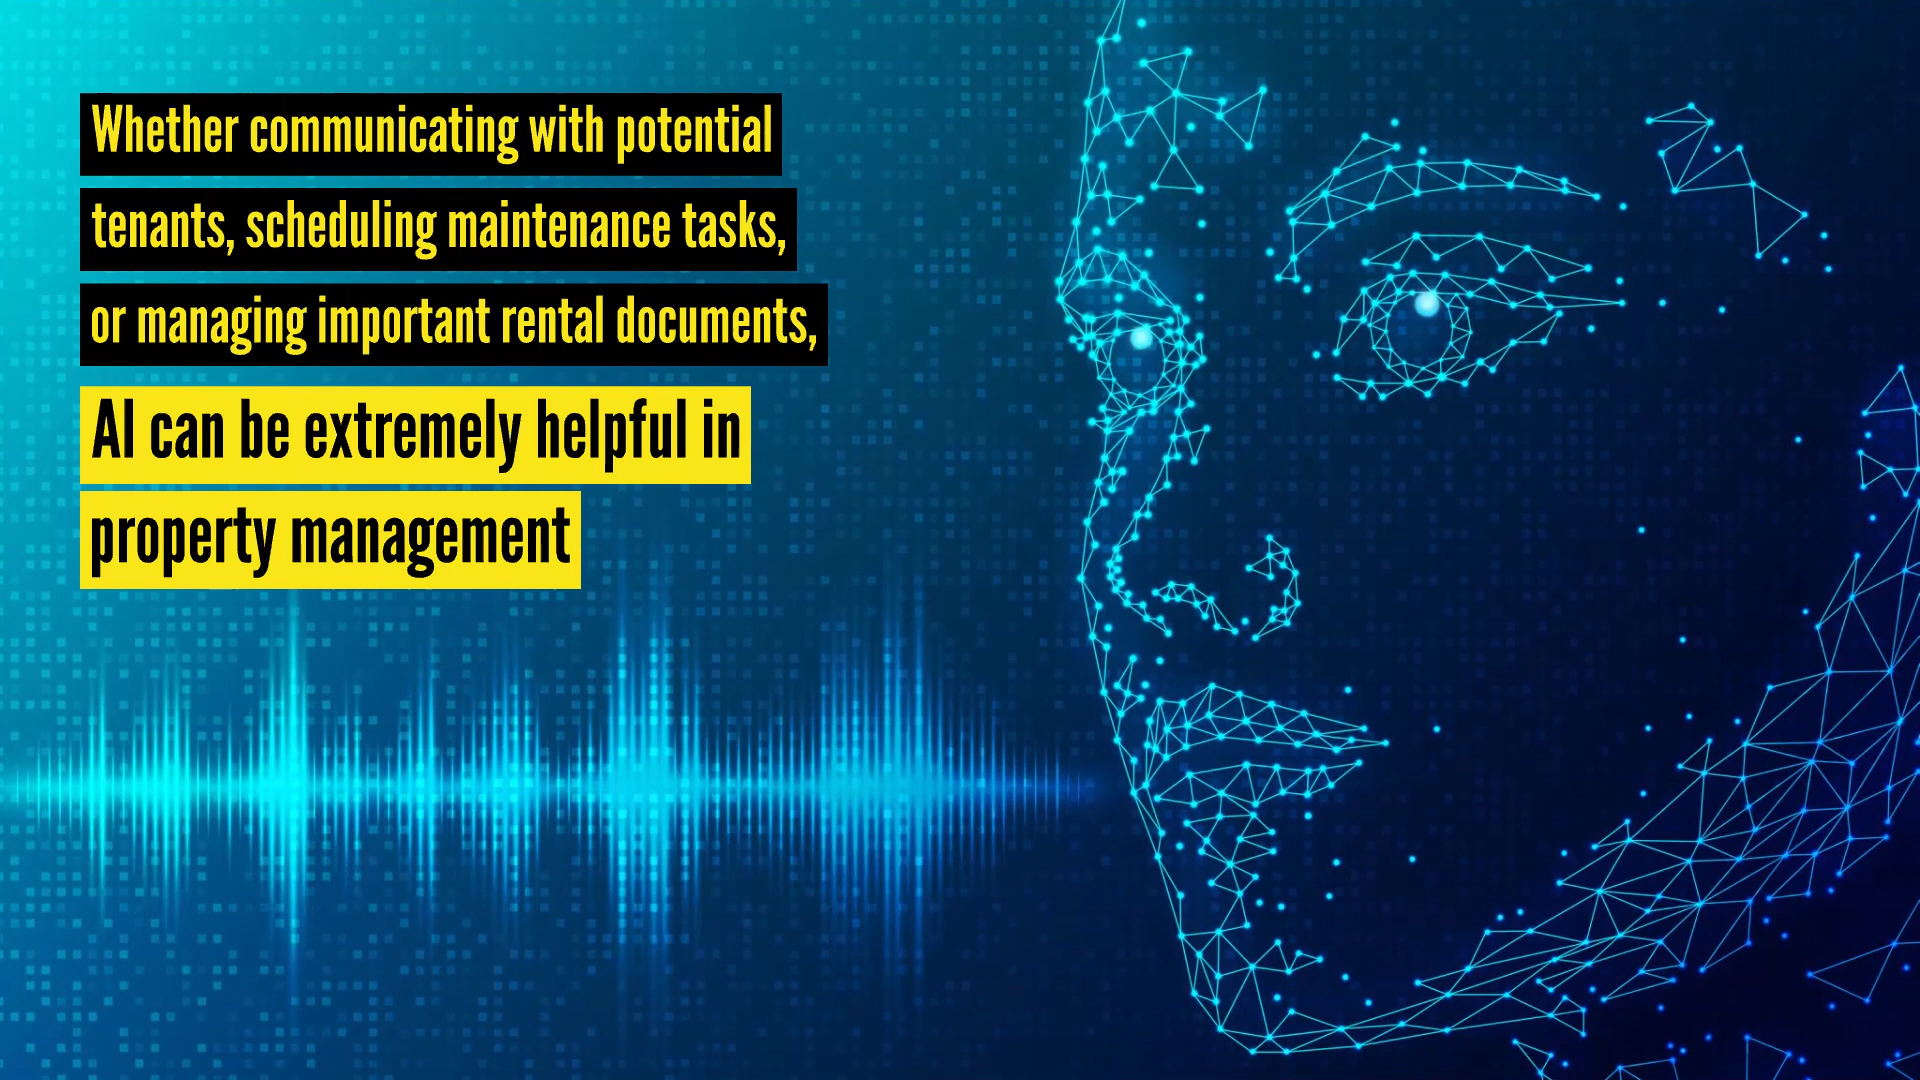 Whether communicating with potential
tenants, scheduling maintenance tasks,
or managing important rental documents,
AI can be extremely helpful in
property management